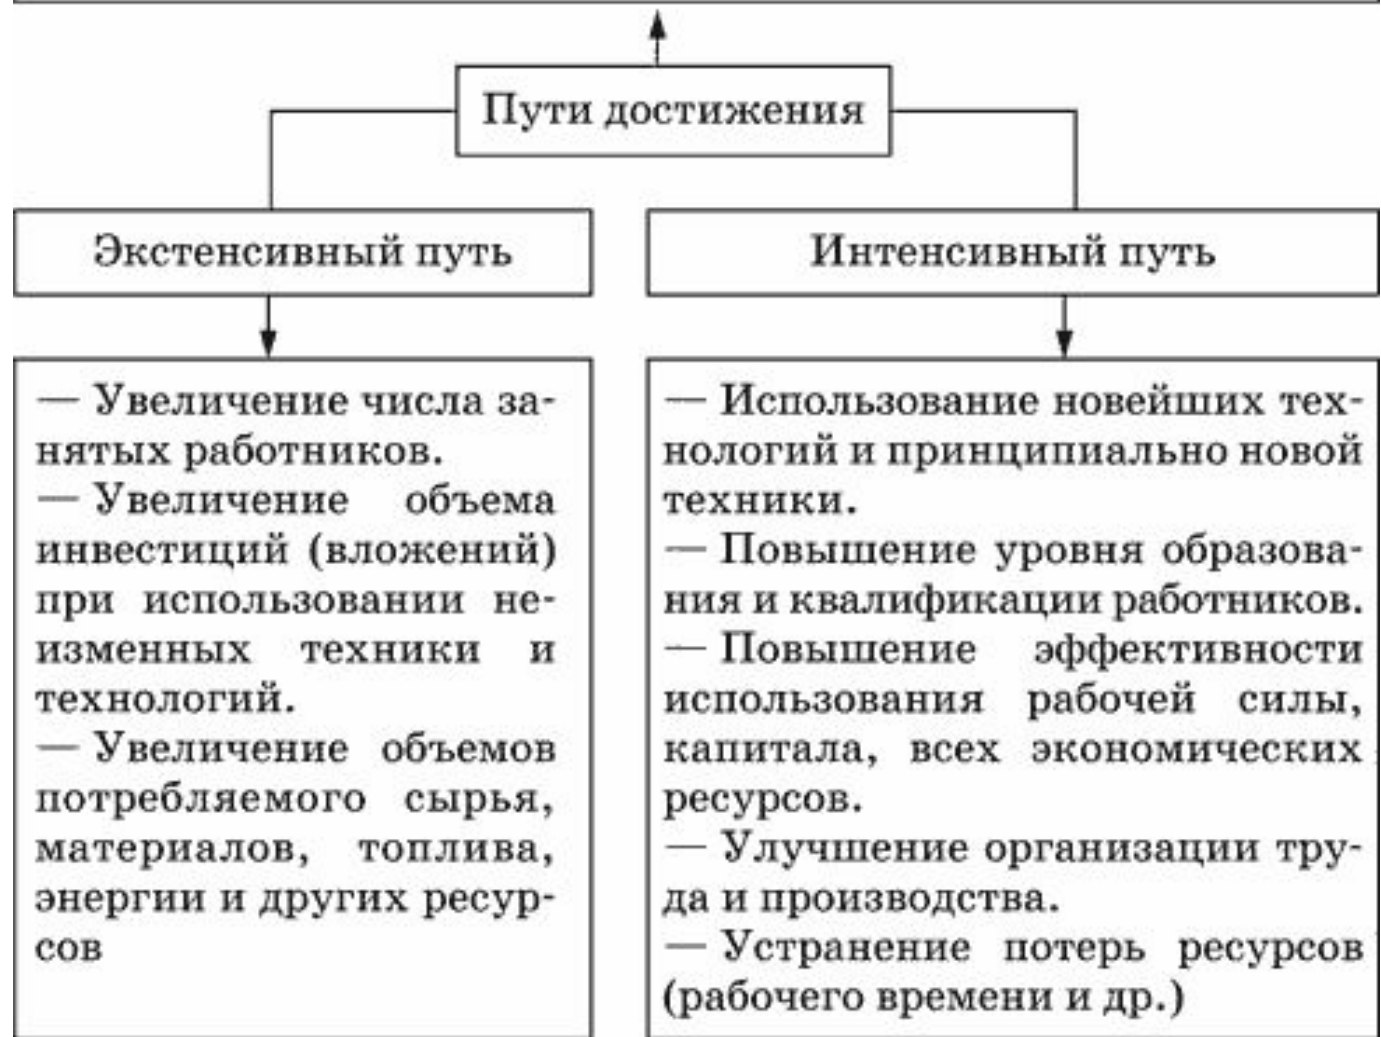 Пути достижения
Экстенсивный путь
— Увеличение числа за-
нятых работников.
— Увеличение объема
инвестиций (вложений)
при использовании не-
изменных техники и
технологий.
— Увеличение объемов
потребляемого сырья,
материалов, топлива,
энергии и других ресур-
сов
Интенсивный путь
— Использование новейших тех-
нологий и принципиально новой
техники.
— Повышение уровня образова-
ния и квалификации работников.
— Повышение эффективности
использования рабочей силы,
капитала, всех экономических
ресурсов.
— Улучшение организации тру-
да и производства.
— Устранение потерь ресурсов
(рабочего времени и др.)